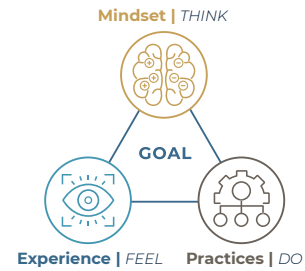 Mindset | THINK
GOAL
Experience | FEEL
Practices | DO